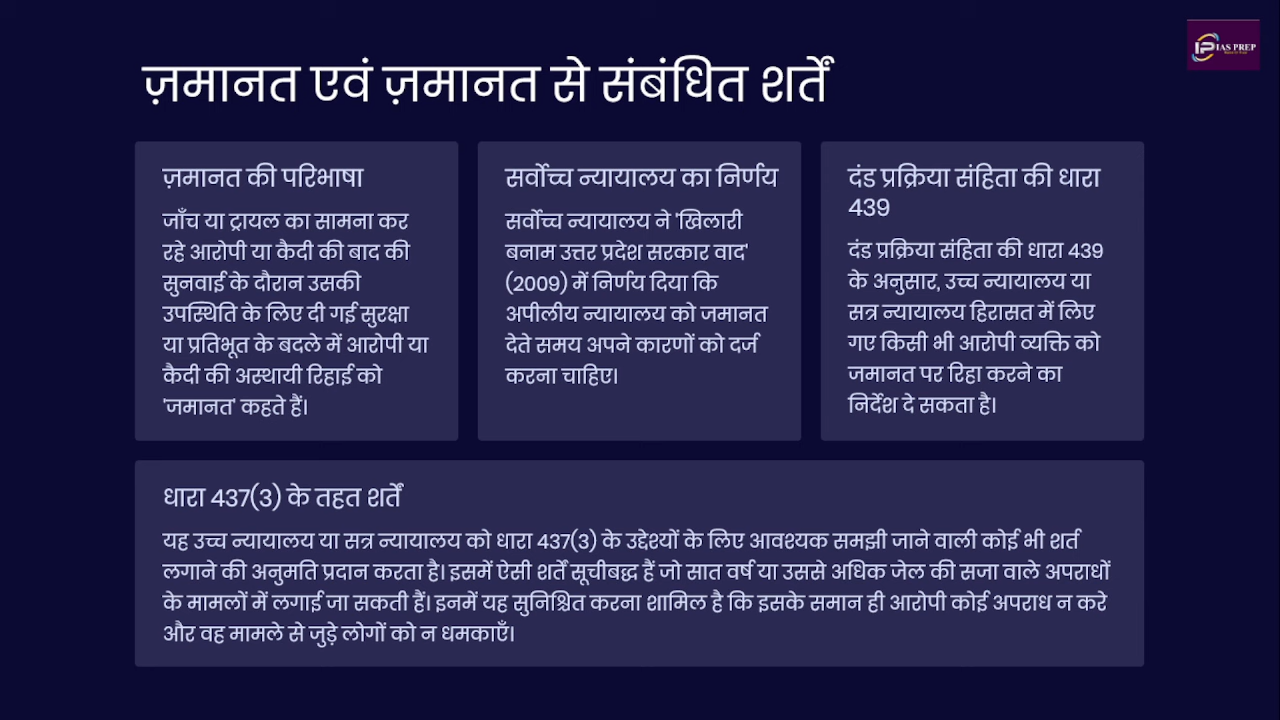 IAS PREP
ज़मानत एवं ज़मानत से संबंधित शर्तें
ज़मानत की परिभाषा
जाँच या ट्रायल का सामना कर
रहे आरोपी या कैदी की बाद की
सुनवाई के दौरान उसकी
उपस्थिति के लिए दी गई सुरक्षा
या प्रतिभूत के बदले में आरोपी या
कैदी की अस्थायी रिहाई को
'जमानत' कहते हैं।
सर्वोच्च न्यायालय का निर्णय
सर्वोच्च न्यायालय ने 'खिलारी
बनाम उत्तर प्रदेश सरकार वाद'
(2009) में निर्णय दिया कि
अपीलीय न्यायालय को जमानत
देते समय अपने कारणों को दर्ज
करना चाहिए।
दंड प्रक्रिया संहिता की धारा
439
दंड प्रक्रिया संहिता की धारा 439
के अनुसार, उच्च न्यायालय या
सत्र न्यायालय हिरासत में लिए
गए किसी भी आरोपी व्यक्ति को
जमानत पर रिहा करने का
निर्देश दे सकता है।
धारा 437(3) के तहत शर्तें
यह उच्च न्यायालय या सत्र न्यायालय को धारा 437(3) के उद्देश्यों के लिए आवश्यक समझी जाने वाली कोई भी शर्त
लगाने की अनुमति प्रदान करता है। इसमें ऐसी शर्तें सूचीबद्ध हैं जो सात वर्ष या उससे अधिक जेल की सजा वाले अपराधों
के मामलों में लगाई जा सकती हैं। इनमें यह सुनिश्चित करना शामिल है कि इसके समान ही आरोपी कोई अपराध न करे
और वह मामले से जुड़े लोगों को न धमकाएँ।